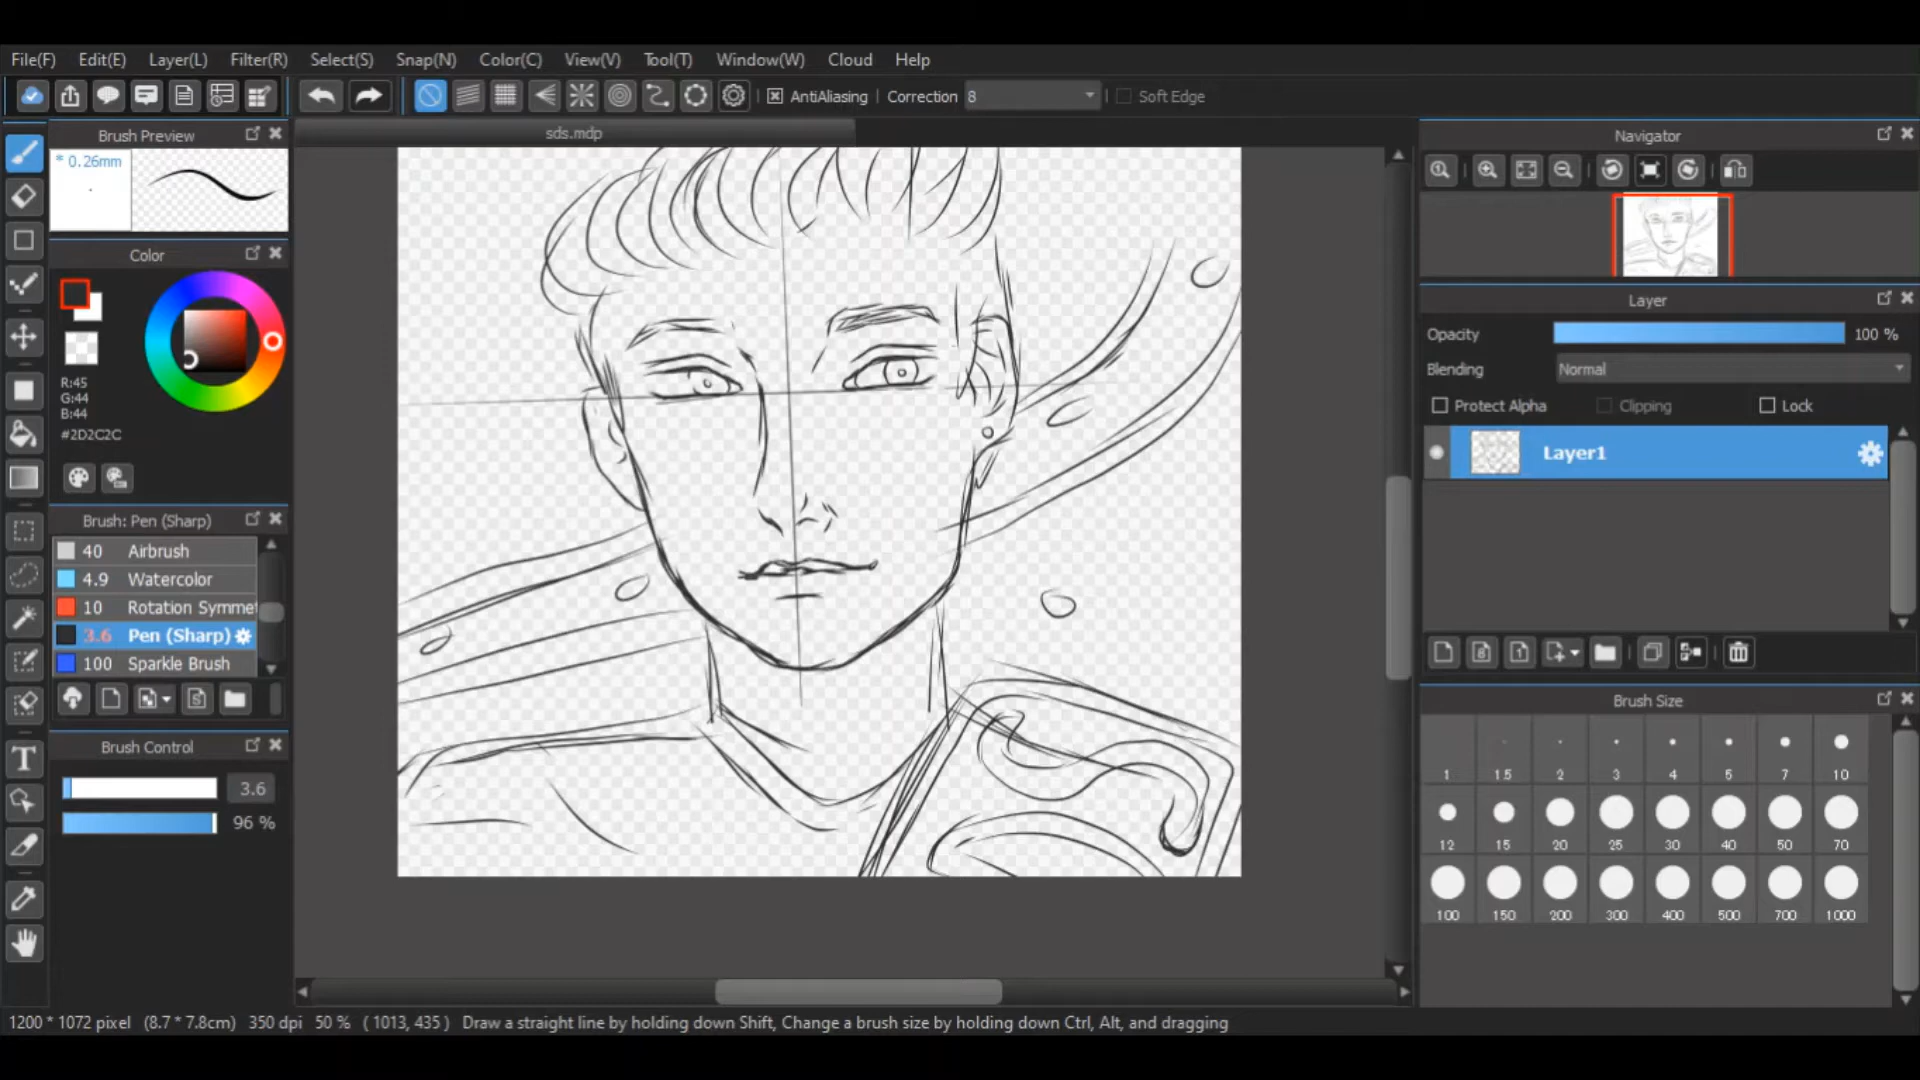 File(F) Edit(E) Layer(L) Filter(R) Select(S) Snap(N) Color(C) View(V) Tool(T) Window(W) Cloud Help
AntiAliasing Correction 8 Soft Edge
Brush Preview
* 0.26mm
Color
R:45
G:44
B:44
#2D2C2C
Brush: Pen (Sharp)
40 Airbrush
4.9 Watercolor
10 Rotation Symme
3.6 Pen (Sharp)
100 Sparkle Brush
Brush Control
3.6
96 %
sds.mdp
Navigator
Layer
Opacity 100 %
Blending Normal
Protect Alpha Clipping Lock
Layer1
8 1
Brush Size
1 1.5 2 3 4 5 7 10
12 15 20 25 30 40 50 70
100 150 200 300 400 500 700 1000
1200 * 1072 pixel (8.7 * 7.8cm) 350 dpi 50 % ( 1013, 435 ) Draw a straight line by holding down Shift, Change a brush size by holding down Ctrl, Alt, and dragging